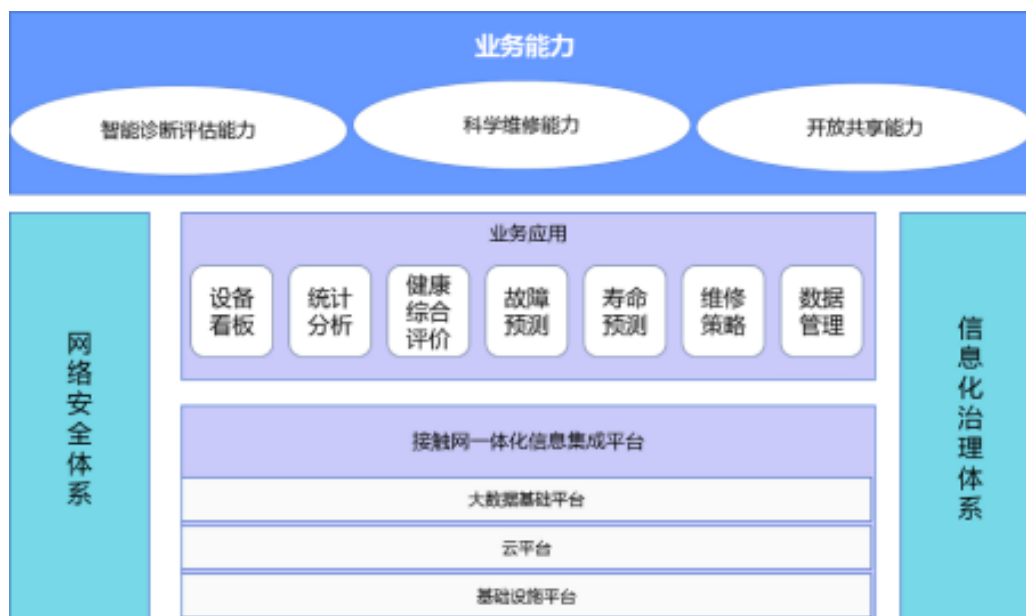 业务能力
智能诊断评估能力
科学维修能力
开放共享能力
网络安全体系
业务应用
设备
看板
统计
分析
健康
综合
评价
故障
预测
寿命
预测
维修
策略
数据
管理
接触网一体化信息集成平台
大数据基础平台
云平台
基础设施平台
信息化治理体系